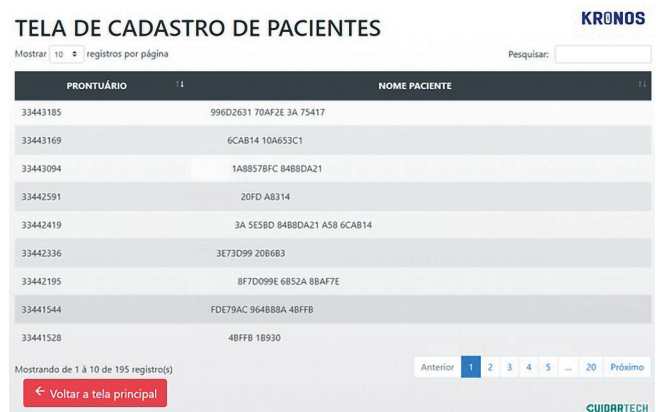 TELA DE CADASTRO DE PACIENTES
KRONOS
Mostrar 10 registros por página
Pesquisar:
PRONTUÁRIO NOME PACIENTE
33443185 996D2631 70AF2E 3A 75417
33443169 6CAB14 10A653C1
33443094 1A8857BFC 84B8DA21
33442591 20FD A8314
33442419 3A 5E5BD 84B8DA21 A58 6CAB14
33442336 3E73D99 20B6B3
33442195 8F7D099E 6B52A 8BAF7E
33441544 FDE79AC 964BB8A 4BFFB
33441528 4BFFB 1B930
Mostrando de 1 à 10 de 195 registro(s)
Anterior 1 2 3 4 5 ... 20 Próximo
← Voltar a tela principal
CUIDARTECH